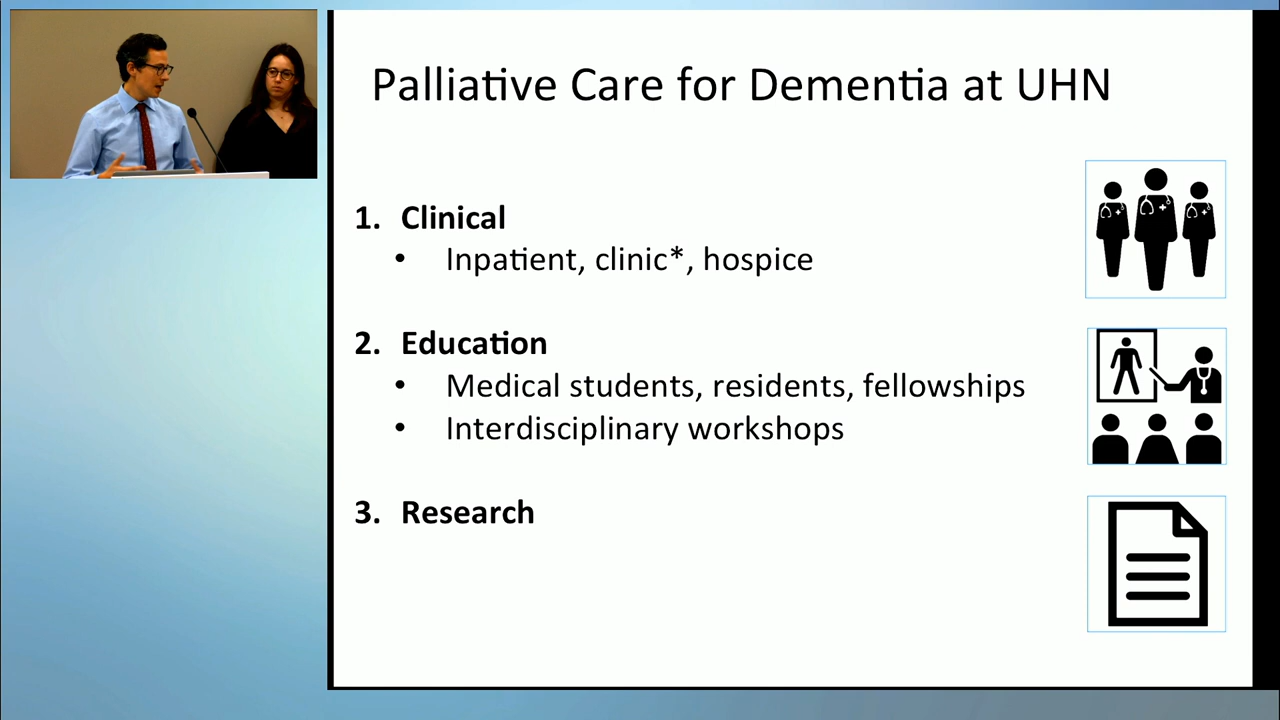 Palliative Care for Dementia at UHN
1. Clinical
• Inpatient, clinic*, hospice
2. Education
• Medical students, residents, fellowships
• Interdisciplinary workshops
3. Research